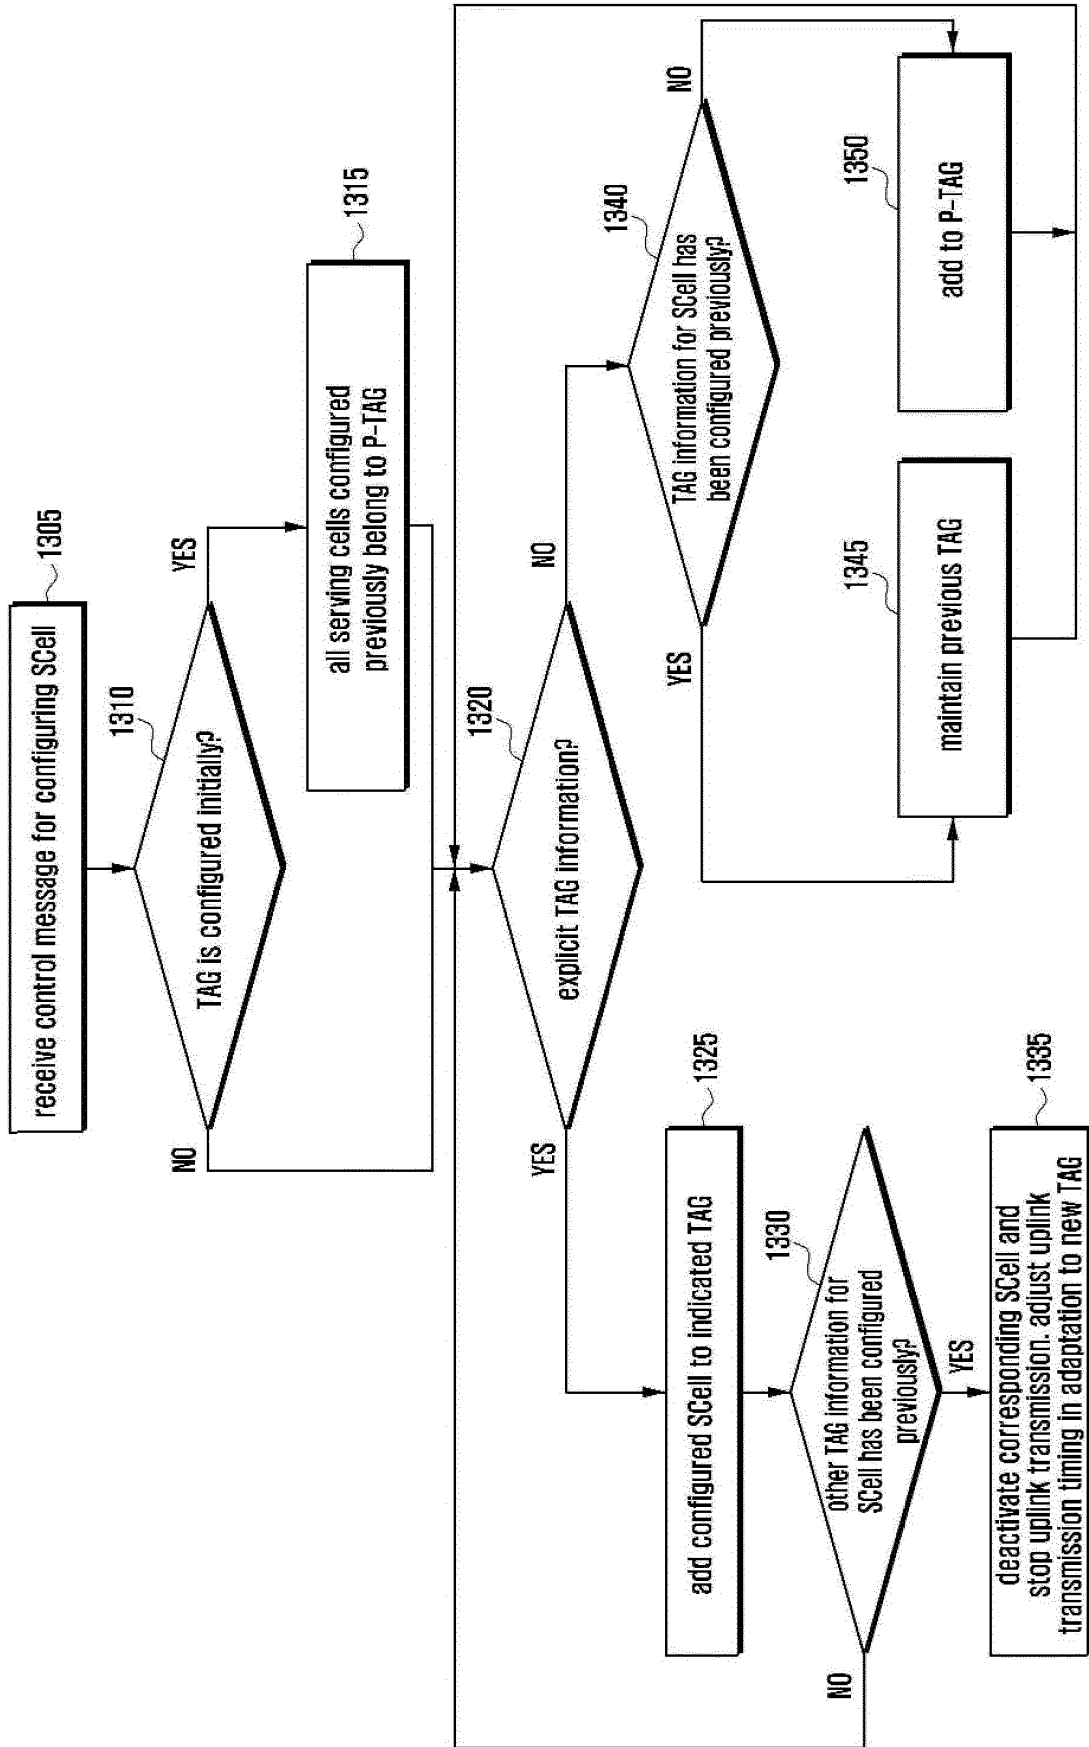 receive control message for configuring SCell
1305
TAG is configured initially?
1310
NO
YES
all serving cells configured
previously belong to P-TAG
1315
explicit TAG information?
1320
YES
NO
add configured SCell to indicated TAG
1325
other TAG information for
SCell has been configured
previously?
1330
NO
YES
deactivate corresponding SCell and
stop uplink transmission. adjust uplink
transmission timing in adaptation to new TAG
1335
TAG information for SCell has
been configured previously?
1340
YES
NO
maintain previous TAG
1345
add to P-TAG
1350